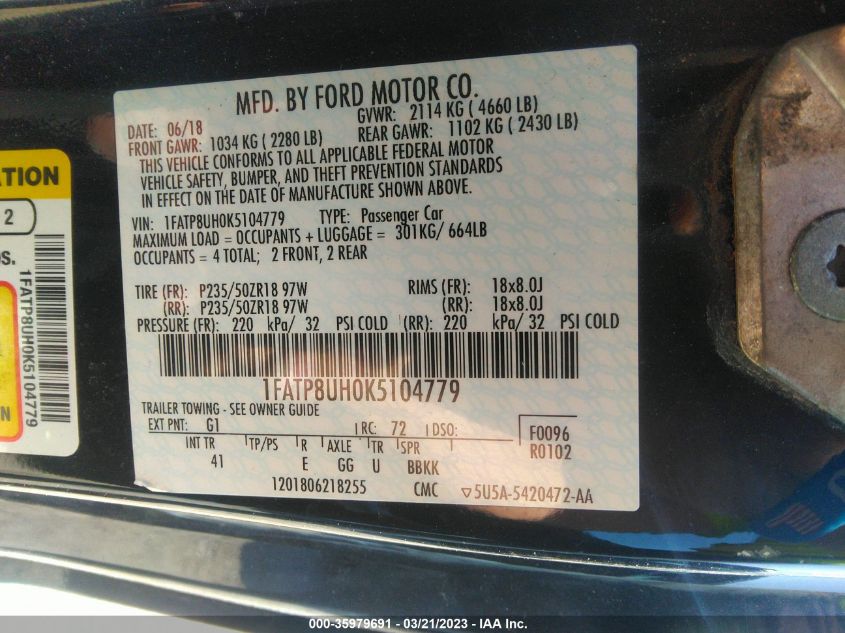 MFD. BY FORD MOTOR CO.
DATE: 06/18 GVWR: 2114 KG ( 4660 LB)
FRONT GAWR: 1034 KG ( 2280 LB) REAR GAWR: 1102 KG ( 2430 LB)
THIS VEHICLE CONFORMS TO ALL APPLICABLE FEDERAL MOTOR
VEHICLE SAFETY, BUMPER, AND THEFT PREVENTION STANDARDS
IN EFFECT ON THE DATE OF MANUFACTURE SHOWN ABOVE.
VIN: 1FATP8UH0K5104779 TYPE: Passenger Car
MAXIMUM LOAD = OCCUPANTS + LUGGAGE = 301KG/ 664LB
OCCUPANTS = 4 TOTAL; 2 FRONT, 2 REAR
TIRE (FR): P235/50ZR18 97W RIMS (FR): 18x8.0J
(RR): P235/50ZR18 97W (RR): 18x8.0J
PRESSURE (FR): 220 kPa/ 32 PSI COLD (RR): 220 kPa/ 32 PSI COLD
1FATP8UH0K5104779
TRAILER TOWING - SEE OWNER GUIDE
EXT PNT: G1 RC: 72 DSO: F0096
INT TR TP/PS R AXLE TR SPR R0102
41 E GG U BBKK
1201806218255 CMC ▽5U5A-5420472-AA
ATION
2
S.
1FATP8UH0K5104779
000-35979691 - 03/21/2023 - IAA Inc.